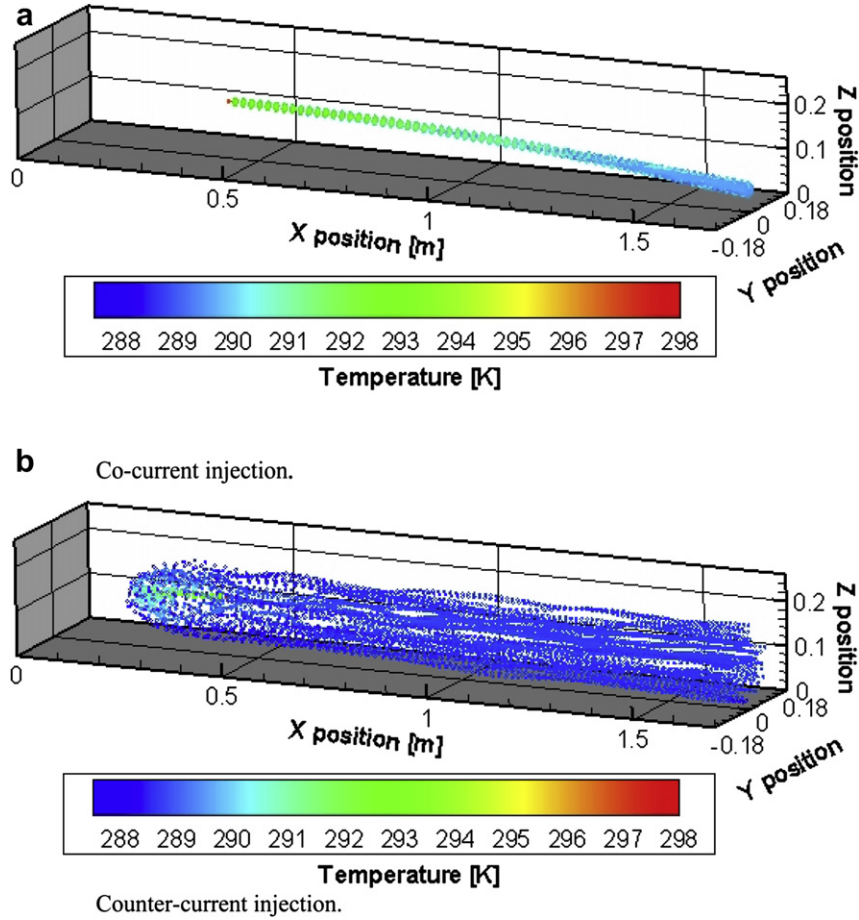 a
0.2
0.1
0
Z position
0
0.5
1
1.5
X position [m]
0.18
0
-0.18
Y position
288 289 290 291 292 293 294 295 296 297 298
Temperature [K]
b
Co-current injection.
0.2
0.1
0
Z position
0
0.5
1
1.5
X position [m]
0.18
0
-0.18
Y position
288 289 290 291 292 293 294 295 296 297 298
Temperature [K]
Counter-current injection.